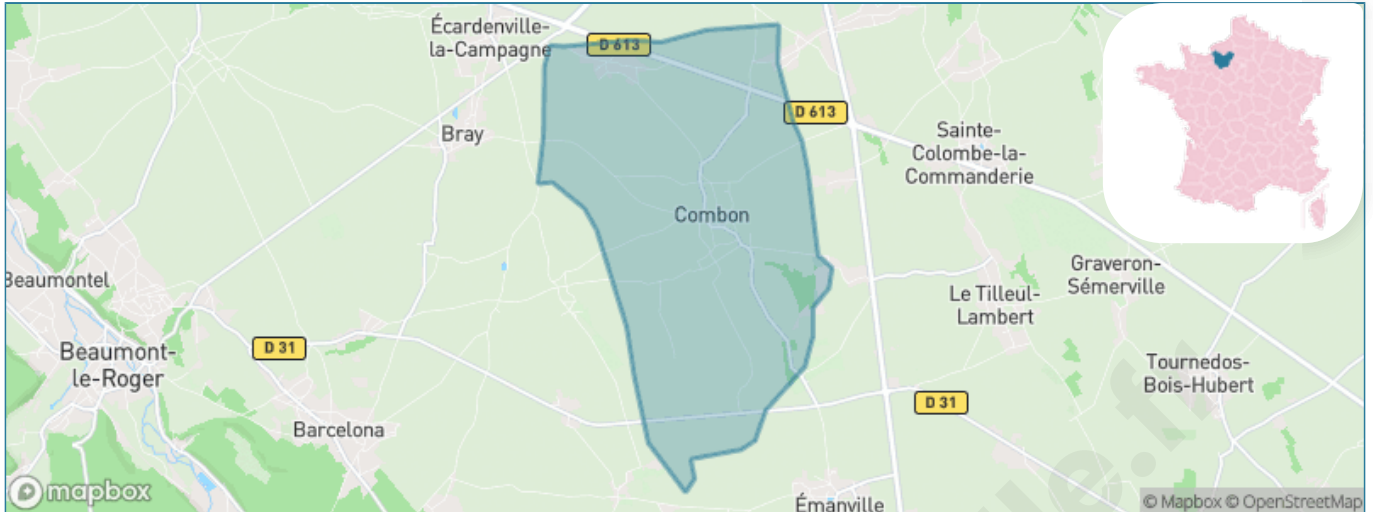 Écardenville-
la-Campagne
D 613
D 613
Bray
Sainte-
Colombe-la-
Commanderie
Combon
Beaumontel
Graveron-
Sémerville
Le Tilleul-
Lambert
D 31
Beaumont-
le-Roger
Tournedos-
Bois-Hubert
D 31
Barcelona
Émanville
mapbox
© Mapbox © OpenStreetMap